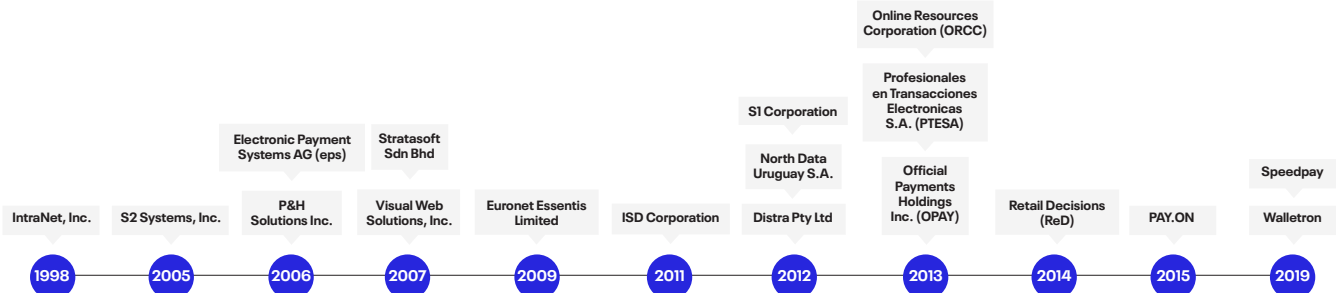 IntraNet, Inc.
1998
S2 Systems, Inc.
2005
Electronic Payment
Systems AG (eps)
P&H
Solutions Inc.
2006
Stratasoft
Sdn Bhd
Visual Web
Solutions, Inc.
2007
Euronet Essentis
Limited
2009
ISD Corporation
2011
S1 Corporation
North Data
Uruguay S.A.
Distra Pty Ltd
2012
Online Resources
Corporation (ORCC)
Profesionales
en Transacciones
Electronicas
S.A. (PTESA)
Official
Payments
Holdings
Inc. (OPAY)
2013
Retail Decisions
(ReD)
2014
PAY.ON
2015
Speedpay
Walletron
2019